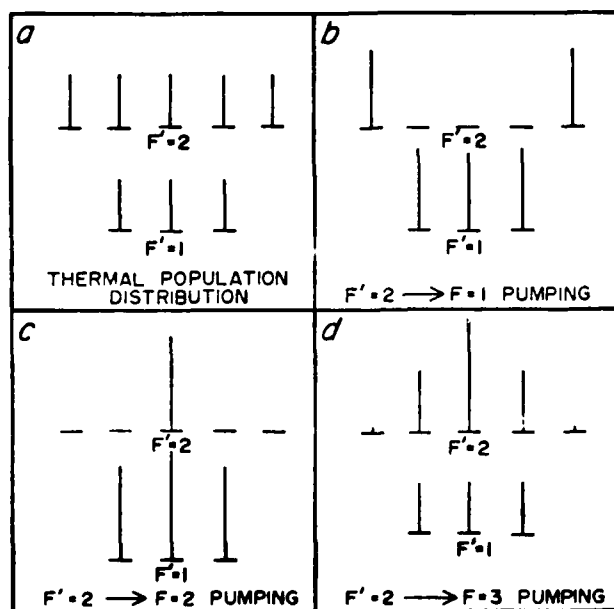 a
F'=2
F'=1
THERMAL POPULATION
DISTRIBUTION
b
F'=2
F'=1
F'=2 → F=1 PUMPING
c
F'=2
F'=1
F'=2 → F=2 PUMPING
d
F'=2
F'=1
F'=2 → F=3 PUMPING